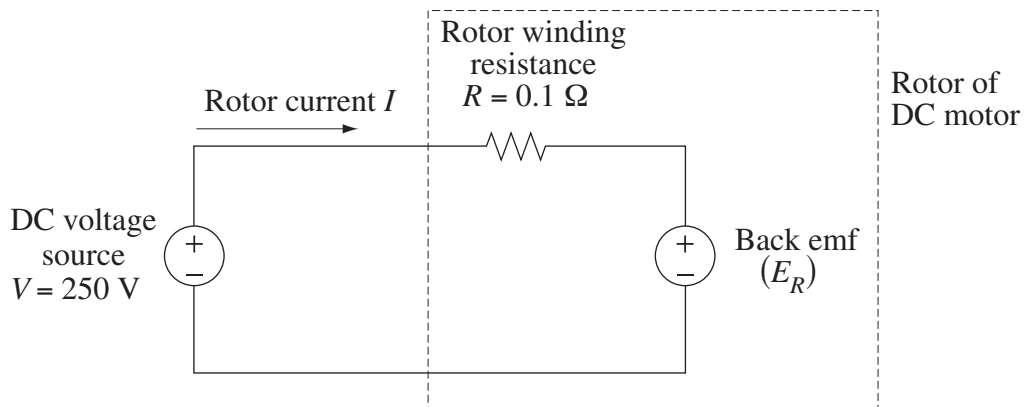 Rotor winding
resistance
R = 0.1 Ω
Rotor current I
Rotor of
DC motor
DC voltage
source
V = 250 V
+
−
+
−
Back emf
(E_R)